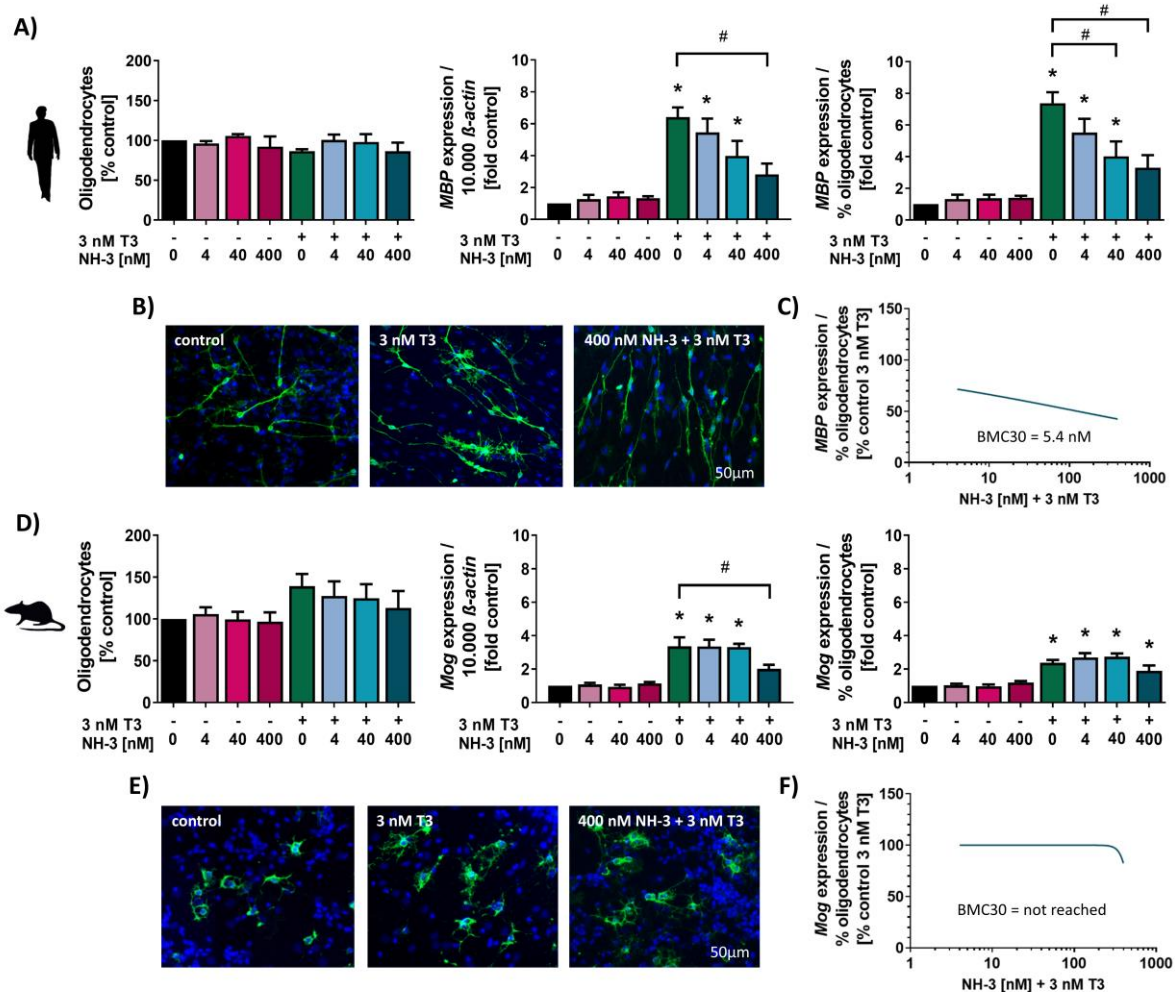 A)
Oligodendrocytes
[% control]
200
150
100
50
0
- - - - + + + +
3 nM T3
NH-3 [nM] 0 4 40 400 0 4 40 400
MBP expression /
10.000 ß-actin
[fold control]
10
8
6
4
2
0
#
* * *
- - - - + + + +
3 nM T3
NH-3 [nM] 0 4 40 400 0 4 40 400
MBP expression /
% oligodendrocytes
[fold control]
10
8
6
4
2
0
#
#
* * *
- - - - + + + +
3 nM T3
NH-3 [nM] 0 4 40 400 0 4 40 400
B)
control
3 nM T3
400 nM NH-3 + 3 nM T3
50µm
C)
MBP expression /
% oligodendrocytes
[% control 3 nM T3]
150
100
50
0
BMC30 = 5.4 nM
1 10 100 1000
NH-3 [nM] + 3 nM T3
D)
Oligodendrocytes
[% control]
200
150
100
50
0
- - - - + + + +
3 nM T3
NH-3 [nM] 0 4 40 400 0 4 40 400
Mog expression /
10.000 ß-actin
[fold control]
10
8
6
4
2
0
#
* * *
- - - - + + + +
3 nM T3
NH-3 [nM] 0 4 40 400 0 4 40 400
Mog expression /
% oligodendrocytes
[fold control]
10
8
6
4
2
0
* * * *
- - - - + + + +
3 nM T3
NH-3 [nM] 0 4 40 400 0 4 40 400
E)
control
3 nM T3
400 nM NH-3 + 3 nM T3
50µm
F)
Mog expression /
% oligodendrocytes
[% control 3 nM T3]
150
100
50
0
BMC30 = not reached
1 10 100 1000
NH-3 [nM] + 3 nM T3